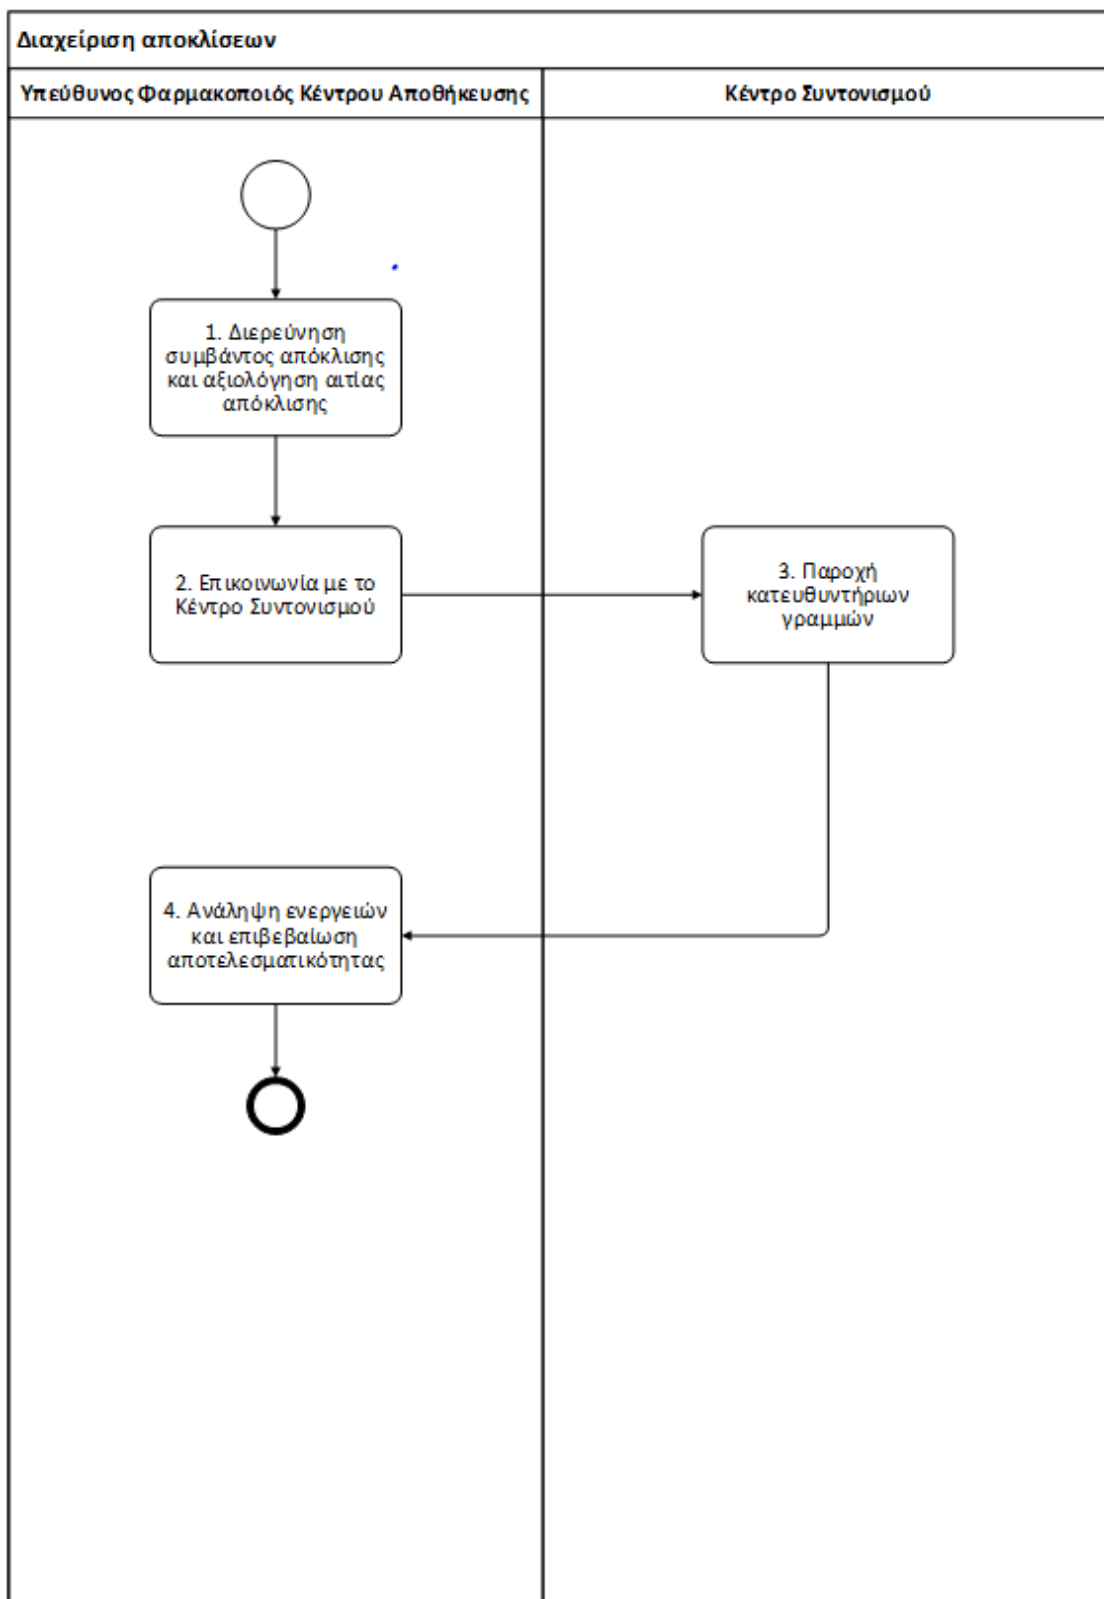 Διαχείριση αποκλίσεων
Υπεύθυνος Φαρμακοποιός Κέντρου Αποθήκευσης
Κέντρο Συντονισμού
1. Διερεύνηση
συμβάντος απόκλισης
και αξιολόγηση αιτίας
απόκλισης
2. Επικοινωνία με το
Κέντρο Συντονισμού
3. Παροχή
κατευθυντήριων
γραμμών
4. Ανάληψη ενεργειών
και επιβεβαίωση
αποτελεσματικότητας